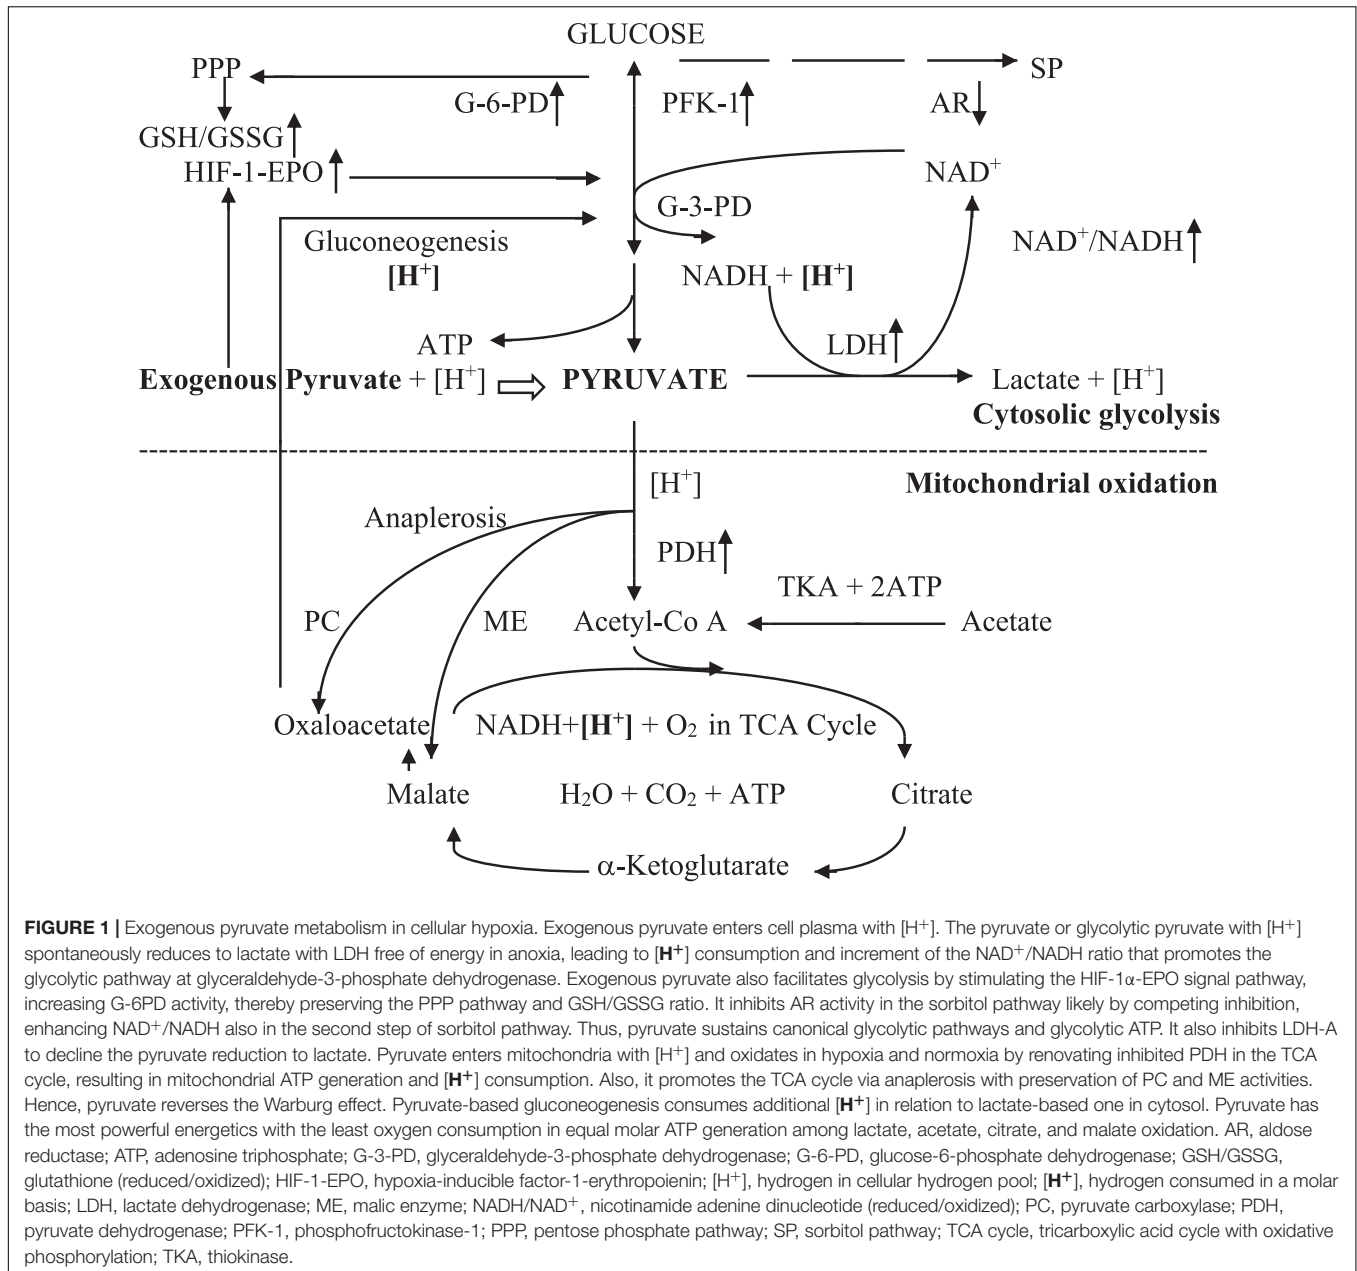 GLUCOSE
PPP
SP
G-6-PD
PFK-1
AR
GSH/GSSG
HIF-1-EPO
NAD⁺
G-3-PD
Gluconeogenesis
NAD⁺/NADH
[H⁺]
NADH + [H⁺]
ATP
LDH
Exogenous Pyruvate + [H⁺]
PYRUVATE
Lactate + [H⁺]
Cytosolic glycolysis
[H⁺]
Mitochondrial oxidation
Anaplerosis
PDH
TKA + 2ATP
PC
ME
Acetyl-Co A
Acetate
Oxaloacetate
NADH+[H⁺] + O₂ in TCA Cycle
Malate
H₂O + CO₂ + ATP
Citrate
α-Ketoglutarate
FIGURE 1 | Exogenous pyruvate metabolism in cellular hypoxia. Exogenous pyruvate enters cell plasma with [H⁺]. The pyruvate or glycolytic pyruvate with [H⁺]
spontaneously reduces to lactate with LDH free of energy in anoxia, leading to [H⁺] consumption and increment of the NAD⁺/NADH ratio that promotes the
glycolytic pathway at glyceraldehyde-3-phosphate dehydrogenase. Exogenous pyruvate also facilitates glycolysis by stimulating the HIF-1α-EPO signal pathway,
increasing G-6PD activity, thereby preserving the PPP pathway and GSH/GSSG ratio. It inhibits AR activity in the sorbitol pathway likely by competing inhibition,
enhancing NAD⁺/NADH also in the second step of sorbitol pathway. Thus, pyruvate sustains canonical glycolytic pathways and glycolytic ATP. It also inhibits LDH-A
to decline the pyruvate reduction to lactate. Pyruvate enters mitochondria with [H⁺] and oxidates in hypoxia and normoxia by renovating inhibited PDH in the TCA
cycle, resulting in mitochondrial ATP generation and [H⁺] consumption. Also, it promotes the TCA cycle via anaplerosis with preservation of PC and ME activities.
Hence, pyruvate reverses the Warburg effect. Pyruvate-based gluconeogenesis consumes additional [H⁺] in relation to lactate-based one in cytosol. Pyruvate has
the most powerful energetics with the least oxygen consumption in equal molar ATP generation among lactate, acetate, citrate, and malate oxidation. AR, aldose
reductase; ATP, adenosine triphosphate; G-3-PD, glyceraldehyde-3-phosphate dehydrogenase; G-6-PD, glucose-6-phosphate dehydrogenase; GSH/GSSG,
glutathione (reduced/oxidized); HIF-1-EPO, hypoxia-inducible factor-1-erythropoienin; [H⁺], hydrogen in cellular hydrogen pool; [H⁺], hydrogen consumed in a molar
basis; LDH, lactate dehydrogenase; ME, malic enzyme; NADH/NAD⁺, nicotinamide adenine dinucleotide (reduced/oxidized); PC, pyruvate carboxylase; PDH,
pyruvate dehydrogenase; PFK-1, phosphofructokinase-1; PPP, pentose phosphate pathway; SP, sorbitol pathway; TCA cycle, tricarboxylic acid cycle with oxidative
phosphorylation; TKA, thiokinase.